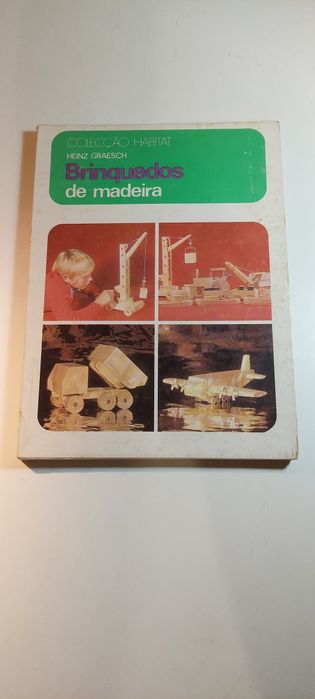 COLECÇÃO HABITAT
HEINZ GRAESCH
Brinquedos
de madeira